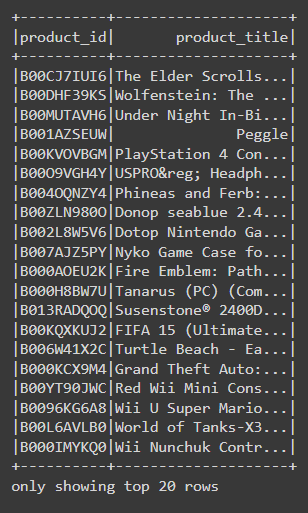 +----------+--------------------+
|product_id|       product_title|
+----------+--------------------+
|B00CJ7IUI6|The Elder Scrolls...|
|B00DHF39KS|Wolfenstein: The ...|
|B00MUTAVH6|Under Night In-Bi...|
|B001AZSEUW|              Peggle|
|B00KVOVBGM|PlayStation 4 Con...|
|B00O9VGH4Y|USPRO&reg; Headph...|
|B004OQNZY4|Phineas and Ferb:...|
|B00ZLN980O|Donop seablue 2.4...|
|B002L8W5V6|Dotop Nintendo Ga...|
|B007AJZ5PY|Nyko Game Case fo...|
|B000AOEU2K|Fire Emblem: Path...|
|B000H8BW7U|Tanarus (PC) (Com...|
|B013RADQOQ|Susenstone® 2400D...|
|B00KQXKUJ2|FIFA 15 (Ultimate...|
|B006W41X2C|Turtle Beach - Ea...|
|B000KCX9M4|Grand Theft Auto:...|
|B00YT90JWC|Red Wii Mini Cons...|
|B0096KG6A8|Wii U Super Mario...|
|B00L6AVLB0|World of Tanks-X3...|
|B000IMYKQ0|Wii Nunchuk Contr...|
+----------+--------------------+
only showing top 20 rows